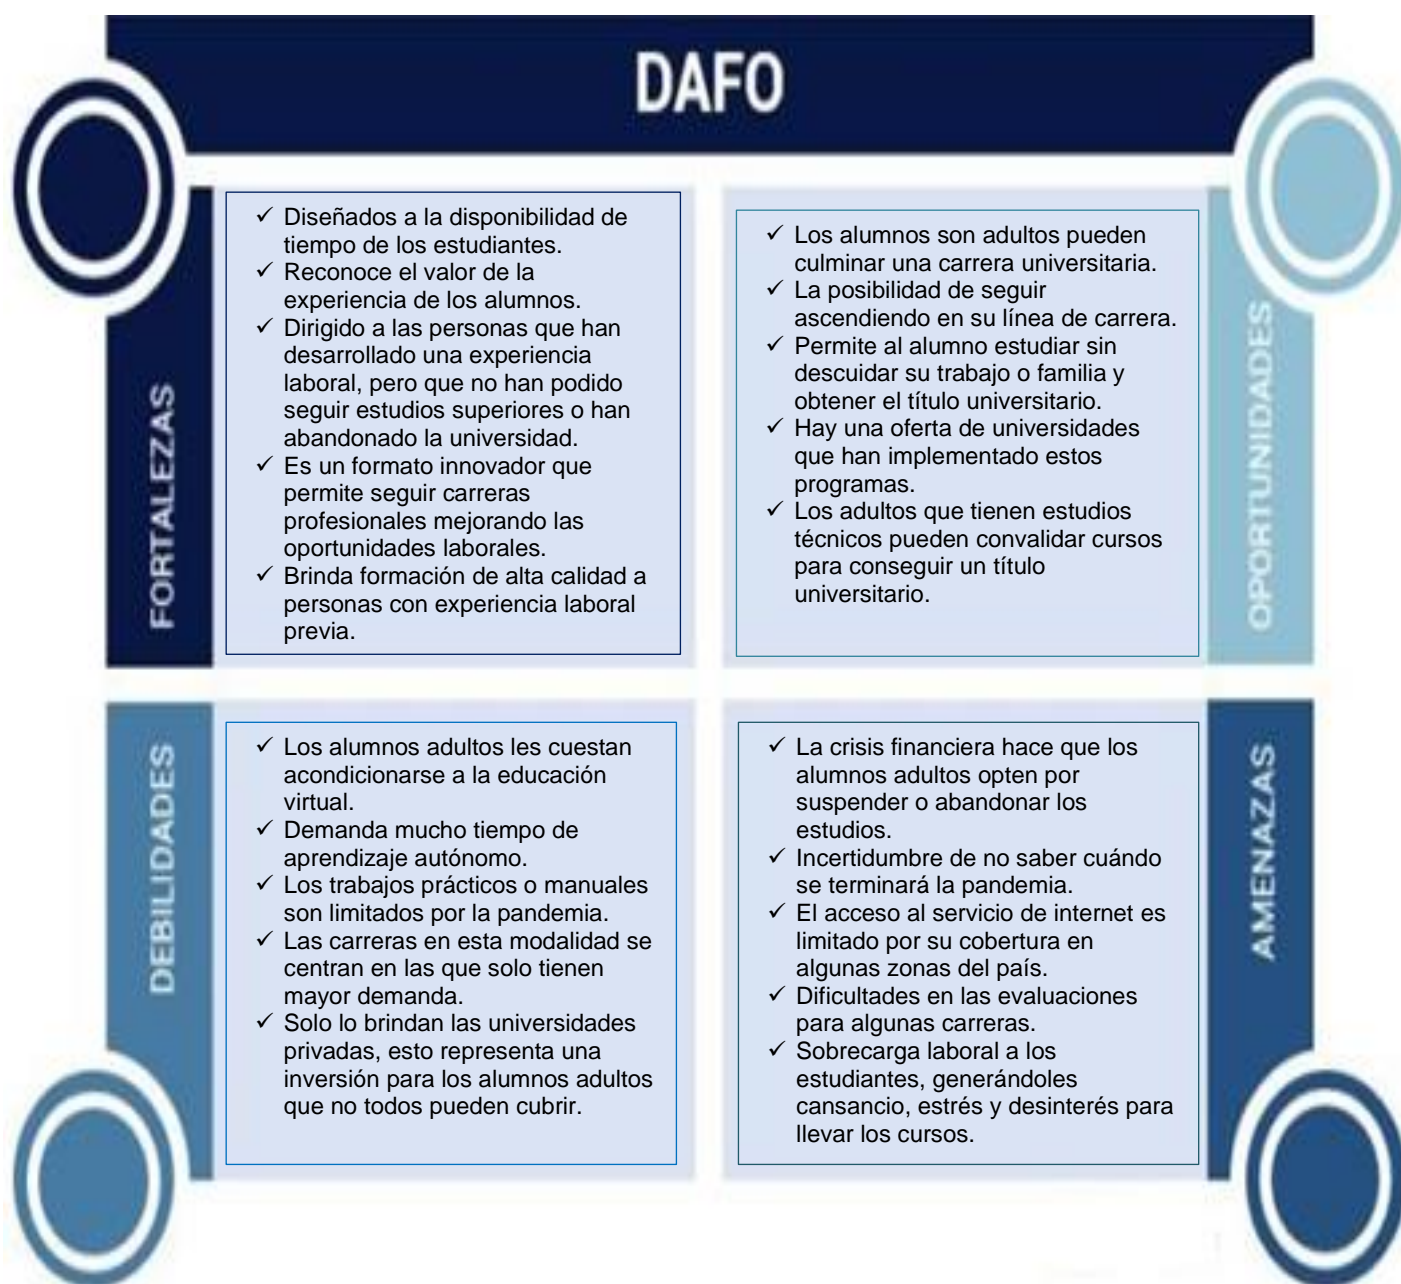 DAFO
FORTALEZAS
✓ Diseñados a la disponibilidad de
tiempo de los estudiantes.
✓ Reconoce el valor de la
experiencia de los alumnos.
✓ Dirigido a las personas que han
desarrollado una experiencia
laboral, pero que no han podido
seguir estudios superiores o han
abandonado la universidad.
✓ Es un formato innovador que
permite seguir carreras
profesionales mejorando las
oportunidades laborales.
✓ Brinda formación de alta calidad a
personas con experiencia laboral
previa.
OPORTUNIDADES
✓ Los alumnos son adultos pueden
culminar una carrera universitaria.
✓ La posibilidad de seguir
ascendiendo en su línea de carrera.
✓ Permite al alumno estudiar sin
descuidar su trabajo o familia y
obtener el título universitario.
✓ Hay una oferta de universidades
que han implementado estos
programas.
✓ Los adultos que tienen estudios
técnicos pueden convalidar cursos
para conseguir un título
universitario.
DEBILIDADES
✓ Los alumnos adultos les cuestan
acondicionarse a la educación
virtual.
✓ Demanda mucho tiempo de
aprendizaje autónomo.
✓ Los trabajos prácticos o manuales
son limitados por la pandemia.
✓ Las carreras en esta modalidad se
centran en las que solo tienen
mayor demanda.
✓ Solo lo brindan las universidades
privadas, esto representa una
inversión para los alumnos adultos
que no todos pueden cubrir.
AMENAZAS
✓ La crisis financiera hace que los
alumnos adultos opten por
suspender o abandonar los
estudios.
✓ Incertidumbre de no saber cuándo
se terminará la pandemia.
✓ El acceso al servicio de internet es
limitado por su cobertura en
algunas zonas del país.
✓ Dificultades en las evaluaciones
para algunas carreras.
✓ Sobrecarga laboral a los
estudiantes, generándoles
cansancio, estrés y desinterés para
llevar los cursos.